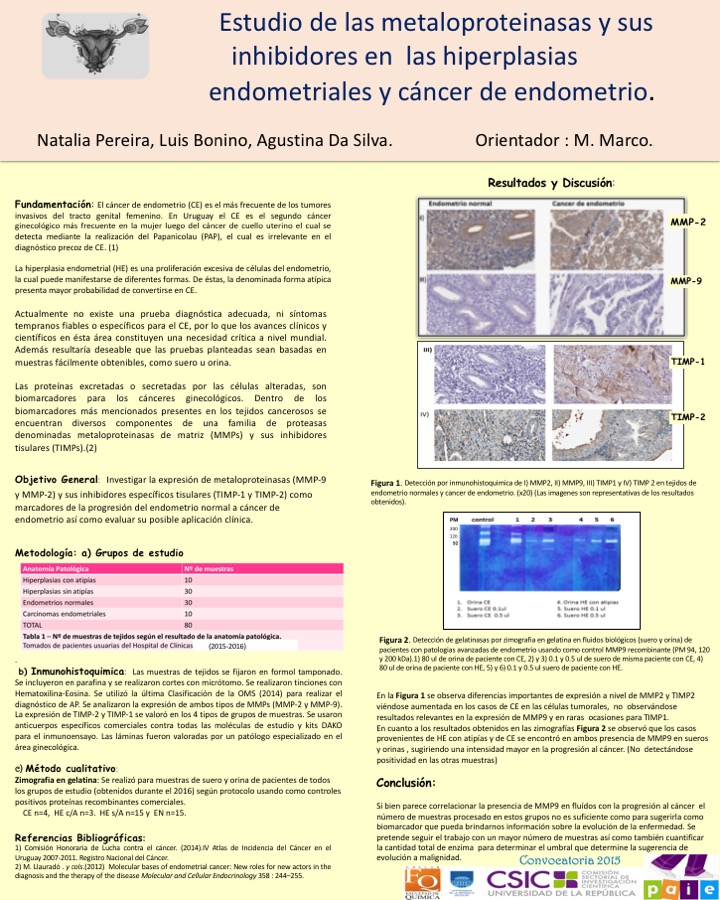 Estudio de las metaloproteinasas y sus
inhibidores en las hiperplasias
endometriales y cáncer de endometrio.
Natalia Pereira, Luis Bonino, Agustina Da Silva. Orientador : M. Marco.
Fundamentación: El cáncer de endometrio (CE) es el más frecuente de los tumores
invasivos del tracto genital femenino. En Uruguay el CE es el segundo cáncer
ginecológico más frecuente en la mujer luego del cáncer de cuello uterino el cual se
detecta mediante la realización del Papanicolau (PAP), el cual es irrelevante en el
diagnóstico precoz de CE. (1)
La hiperplasia endometrial (HE) es una proliferación excesiva de células del endometrio,
la cual puede manifestarse de diferentes formas. De éstas, la denominada forma atípica
presenta mayor probabilidad de convertirse en CE.
Actualmente no existe una prueba diagnóstica adecuada, ni síntomas
tempranos fiables o específicos para el CE, por lo que los avances clínicos y
científicos en ésta área constituyen una necesidad crítica a nivel mundial.
Además resultaría deseable que las pruebas planteadas sean basadas en
muestras fácilmente obtenibles, como suero u orina.
Las proteínas excretadas o secretadas por las células alteradas, son
biomarcadores para los cánceres ginecológicos. Dentro de los
biomarcadores más mencionados presentes en los tejidos cancerosos se
encuentran diversos componentes de una familia de proteasas
denominadas metaloproteinasas de matriz (MMPs) y sus inhibidores
tisulares (TIMPs).(2)
Objetivo General: Investigar la expresión de metaloproteinasas (MMP-9
y MMP-2) y sus inhibidores específicos tisulares (TIMP-1 y TIMP-2) como
marcadores de la progresión del endometrio normal a cáncer de
endometrio así como evaluar su posible aplicación clínica.
Metodología: a) Grupos de estudio
Anatomía Patológica Nº de muestras
Hiperplasias con atipías 10
Hiperplasias sin atipías 30
Endometrios normales 30
Carcinomas endometriales 10
TOTAL 80
Tabla 1 – Nº de muestras de tejidos según el resultado de la anatomía patológica.
Tomados de pacientes usuarias del Hospital de Clínicas (2015-2016)
.
b) Inmunohistoquímica: Las muestras de tejido se fijaron en formol tamponado.
Se incluyeron en parafina y se realizaron cortes con micrótomo. Se realizaron tinciones con
Hematoxilina-Eosina. Se utilizó la última Clasificación de la OMS (2014) para realizar el
diagnóstico de AP. Se analizaron la expresión de ambos tipos de MMPs (MMP-2 y MMP-9).
La expresión de TIMP-2 y TIMP-1 se valoró en los 4 tipos de grupos de muestras. Se usaron
anticuerpos específicos comerciales contra todas las moléculas de estudio y kits DAKO
para el inmunoensayo. Las láminas fueron valoradas por un patólogo especializado en el
área ginecológica.
c) Método cualitativo:
Zimografía en gelatina: Se realizó para muestras de suero y orina de pacientes de todos
los grupos de estudio (obtenidos durante el 2016) según protocolo usando como controles
positivos proteínas recombinantes comerciales.
CE n=4, HE c/A n=3. HE s/A n=15 y EN n=15.
Referencias Bibliográficas:
1) Comisión Honoraria de Lucha contra el cáncer. (2014).IV Atlas de Incidencia del Cáncer en el
Uruguay 2007-2011. Registro Nacional del Cáncer.
2) M. Lauradó . y cols.(2012) Molecular bases of endometrial cancer: New roles for new actors in the
diagnosis and the therapy of the disease Molecular and Cellular Endocrinology 358 : 244–255.
Resultados y Discusión:
Endometrio normal Cancer de endometrio
I) MMP-2
II) MMP-9
III) TIMP-1
IV) TIMP-2
Figura 1. Detección por inmunohistoquimica de I) MMP2, II) MMP9, III) TIMP1 y IV) TIMP 2 en tejidos de
endometrio normales y cancer de endometrio. (x20) (Las imagenes son representativas de los resultados
obtenidos).
PM control 1 2 3 4 5 6
200
120
92
1. Orina CE 4. Orina HE con atipias
2. Suero CE 0.1ul 5. Suero HE 0.1 ul
3. Suero CE 0.5 ul 6. Suero HE 0.5 ul
Figura 2. Detección de gelatinasas por zimografia en gelatina en fluidos biológicos (suero y orina) de
pacientes con patologias avanzadas de endometrio usando como control MMP9 recombinante (PM 94, 120
y 200 kDa).1) 80 ul de orina de paciente con CE, 2) y 3) 0.1 y 0.5 ul de suero de misma paciente con CE, 4)
80 ul de orina de paciente con HE, 5) y 6) 0.1 y 0.5 ul suero de paciente con HE.
En la Figura 1 se observa diferencias importantes de expresión a nivel de MMP2 y TIMP2
viéndose aumentada en los casos de CE en las células tumorales, no observándose
resultados relevantes en la expresión de MMP9 y en raras ocasiones para TIMP1.
En cuanto a los resultados obtenidos en las zimografías Figura 2 se observó que los casos
provenientes de HE con atipías y de CE se encontró en ambos presencia de MMP9 en sueros
y orinas , sugiriendo una intensidad mayor en la progresión al cáncer. (No detectándose
positividad en las otras muestras)
Conclusión:
Si bien parece correlacionar la presencia de MMP9 en fluídos con la progresión al cáncer el
número de muestras procesado en estos grupos no es suficiente como para sugerirla como
biomarcador que pueda brindarnos información sobre la evolución de la enfermedad. Se
pretende seguir el trabajo con un mayor número de muestras así como también cuantificar
la cantidad total de enzima para determinar el umbral que determine la sugerencia de
evolución a malignidad.
Convocatoria 2015
FQ
FACULTAD DE
QUÍMICA
CSIC
COMISIÓN
SECTORIAL DE
INVESTIGACIÓN
CIENTÍFICA
UNIVERSIDAD DE LA REPÚBLICA
paie